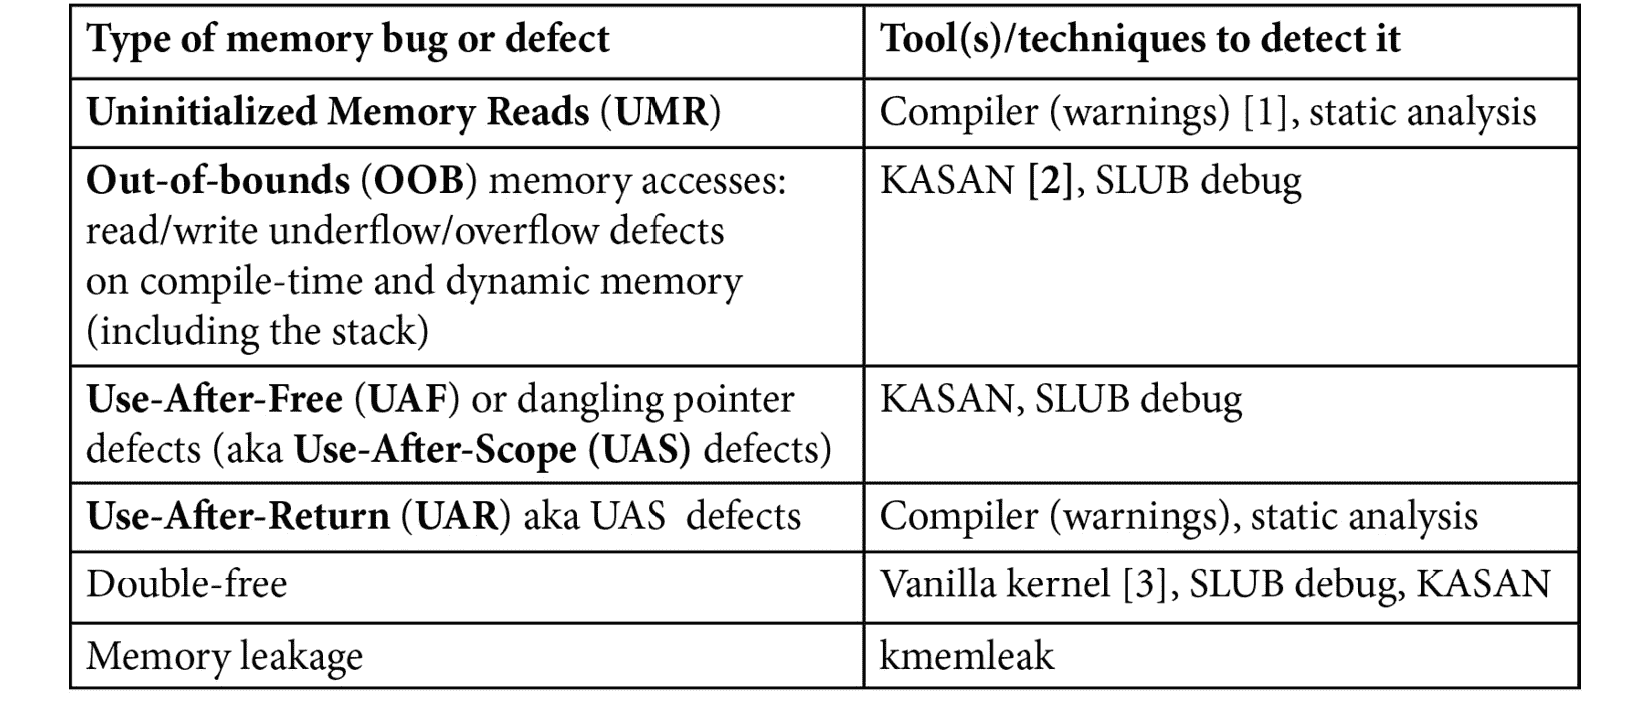 Type of memory bug or defect
Tool(s)/techniques to detect it
Uninitialized Memory Reads (UMR)
Compiler (warnings) [1], static analysis
Out-of-bounds (OOB) memory accesses:
read/write underflow/overflow defects
on compile-time and dynamic memory
(including the stack)
KASAN [2], SLUB debug
Use-After-Free (UAF) or dangling pointer
defects (aka Use-After-Scope (UAS) defects)
KASAN, SLUB debug
Use-After-Return (UAR) aka UAS defects
Compiler (warnings), static analysis
Double-free
Vanilla kernel [3], SLUB debug, KASAN
Memory leakage
kmemleak